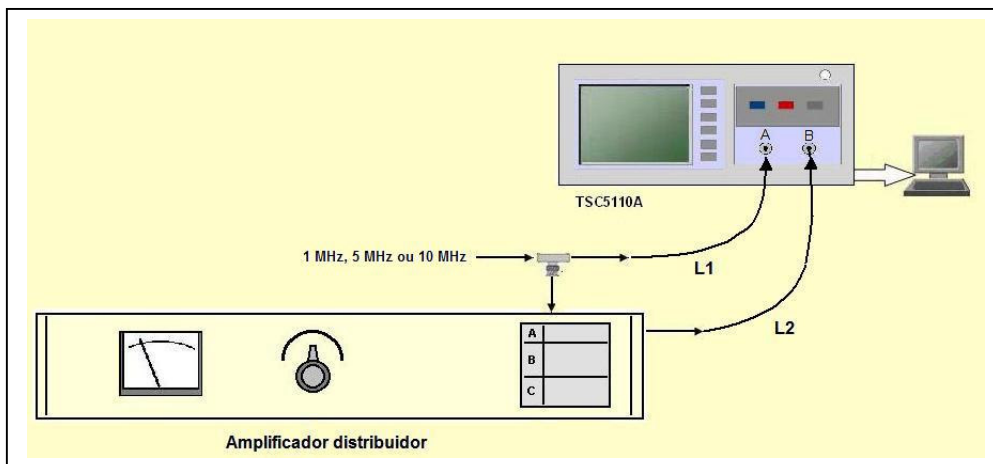 A B
TSC5110A
1 MHz, 5 MHz ou 10 MHz
L1
L2
A
B
C
Amplificador distribuidor